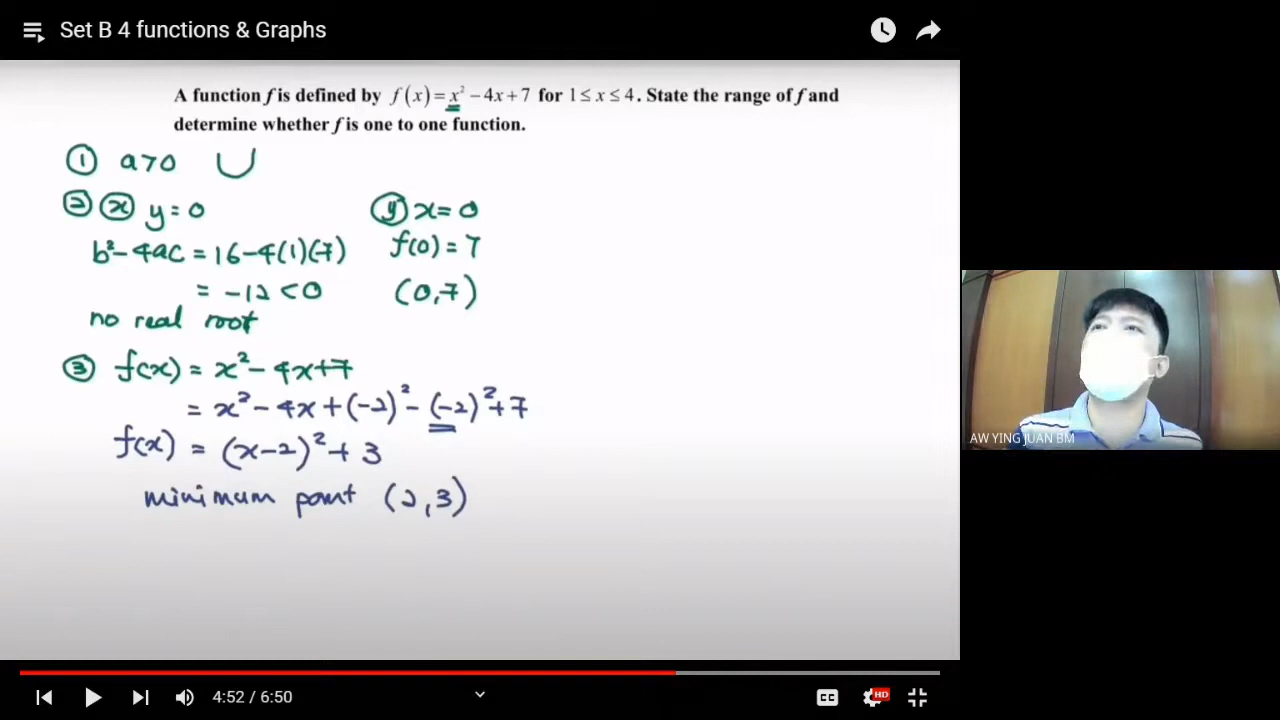 Set B 4 functions & Graphs
A function f is defined by f(x) = x² − 4x + 7 for 1 ≤ x ≤ 4. State the range of f and
determine whether f is one to one function.
① a>0
② ⓧ y = 0
ⓨ x = 0
b²− 4ac = 16 − 4(1)(7)
f(0) = 7
= −12 < 0
(0,7)
no real root
③ f(x) = x² − 4x+7
= x² − 4x + (−2)² − (−2)² + 7
f(x) = (x−2)² + 3
minimum point (2,3)
AW YING JUAN BM
4:52 / 6:50
CC
HD